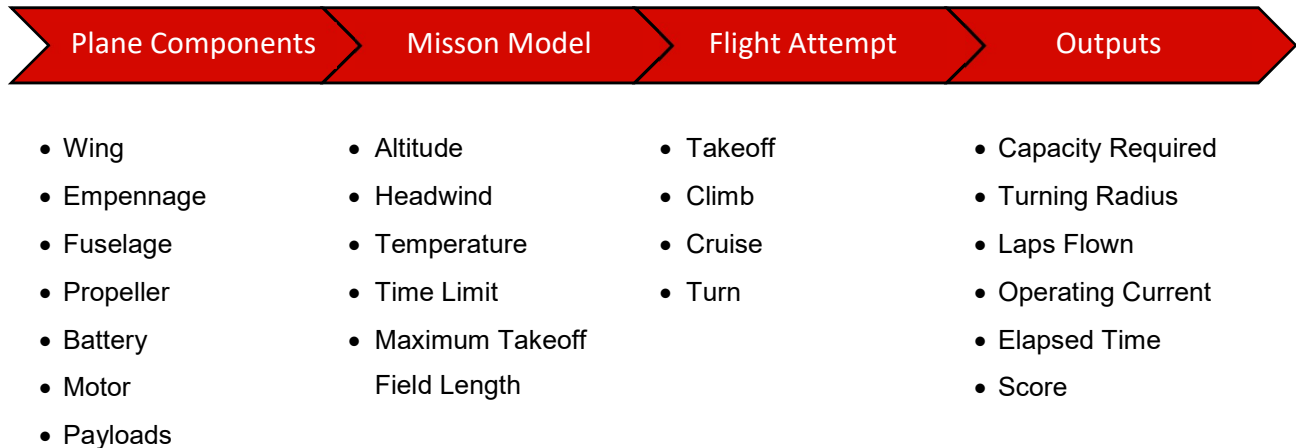 Plane Components
Misson Model
Flight Attempt
Outputs
• Wing
• Empennage
• Fuselage
• Propeller
• Battery
• Motor
• Payloads
• Altitude
• Headwind
• Temperature
• Time Limit
• Maximum Takeoff
Field Length
• Takeoff
• Climb
• Cruise
• Turn
• Capacity Required
• Turning Radius
• Laps Flown
• Operating Current
• Elapsed Time
• Score